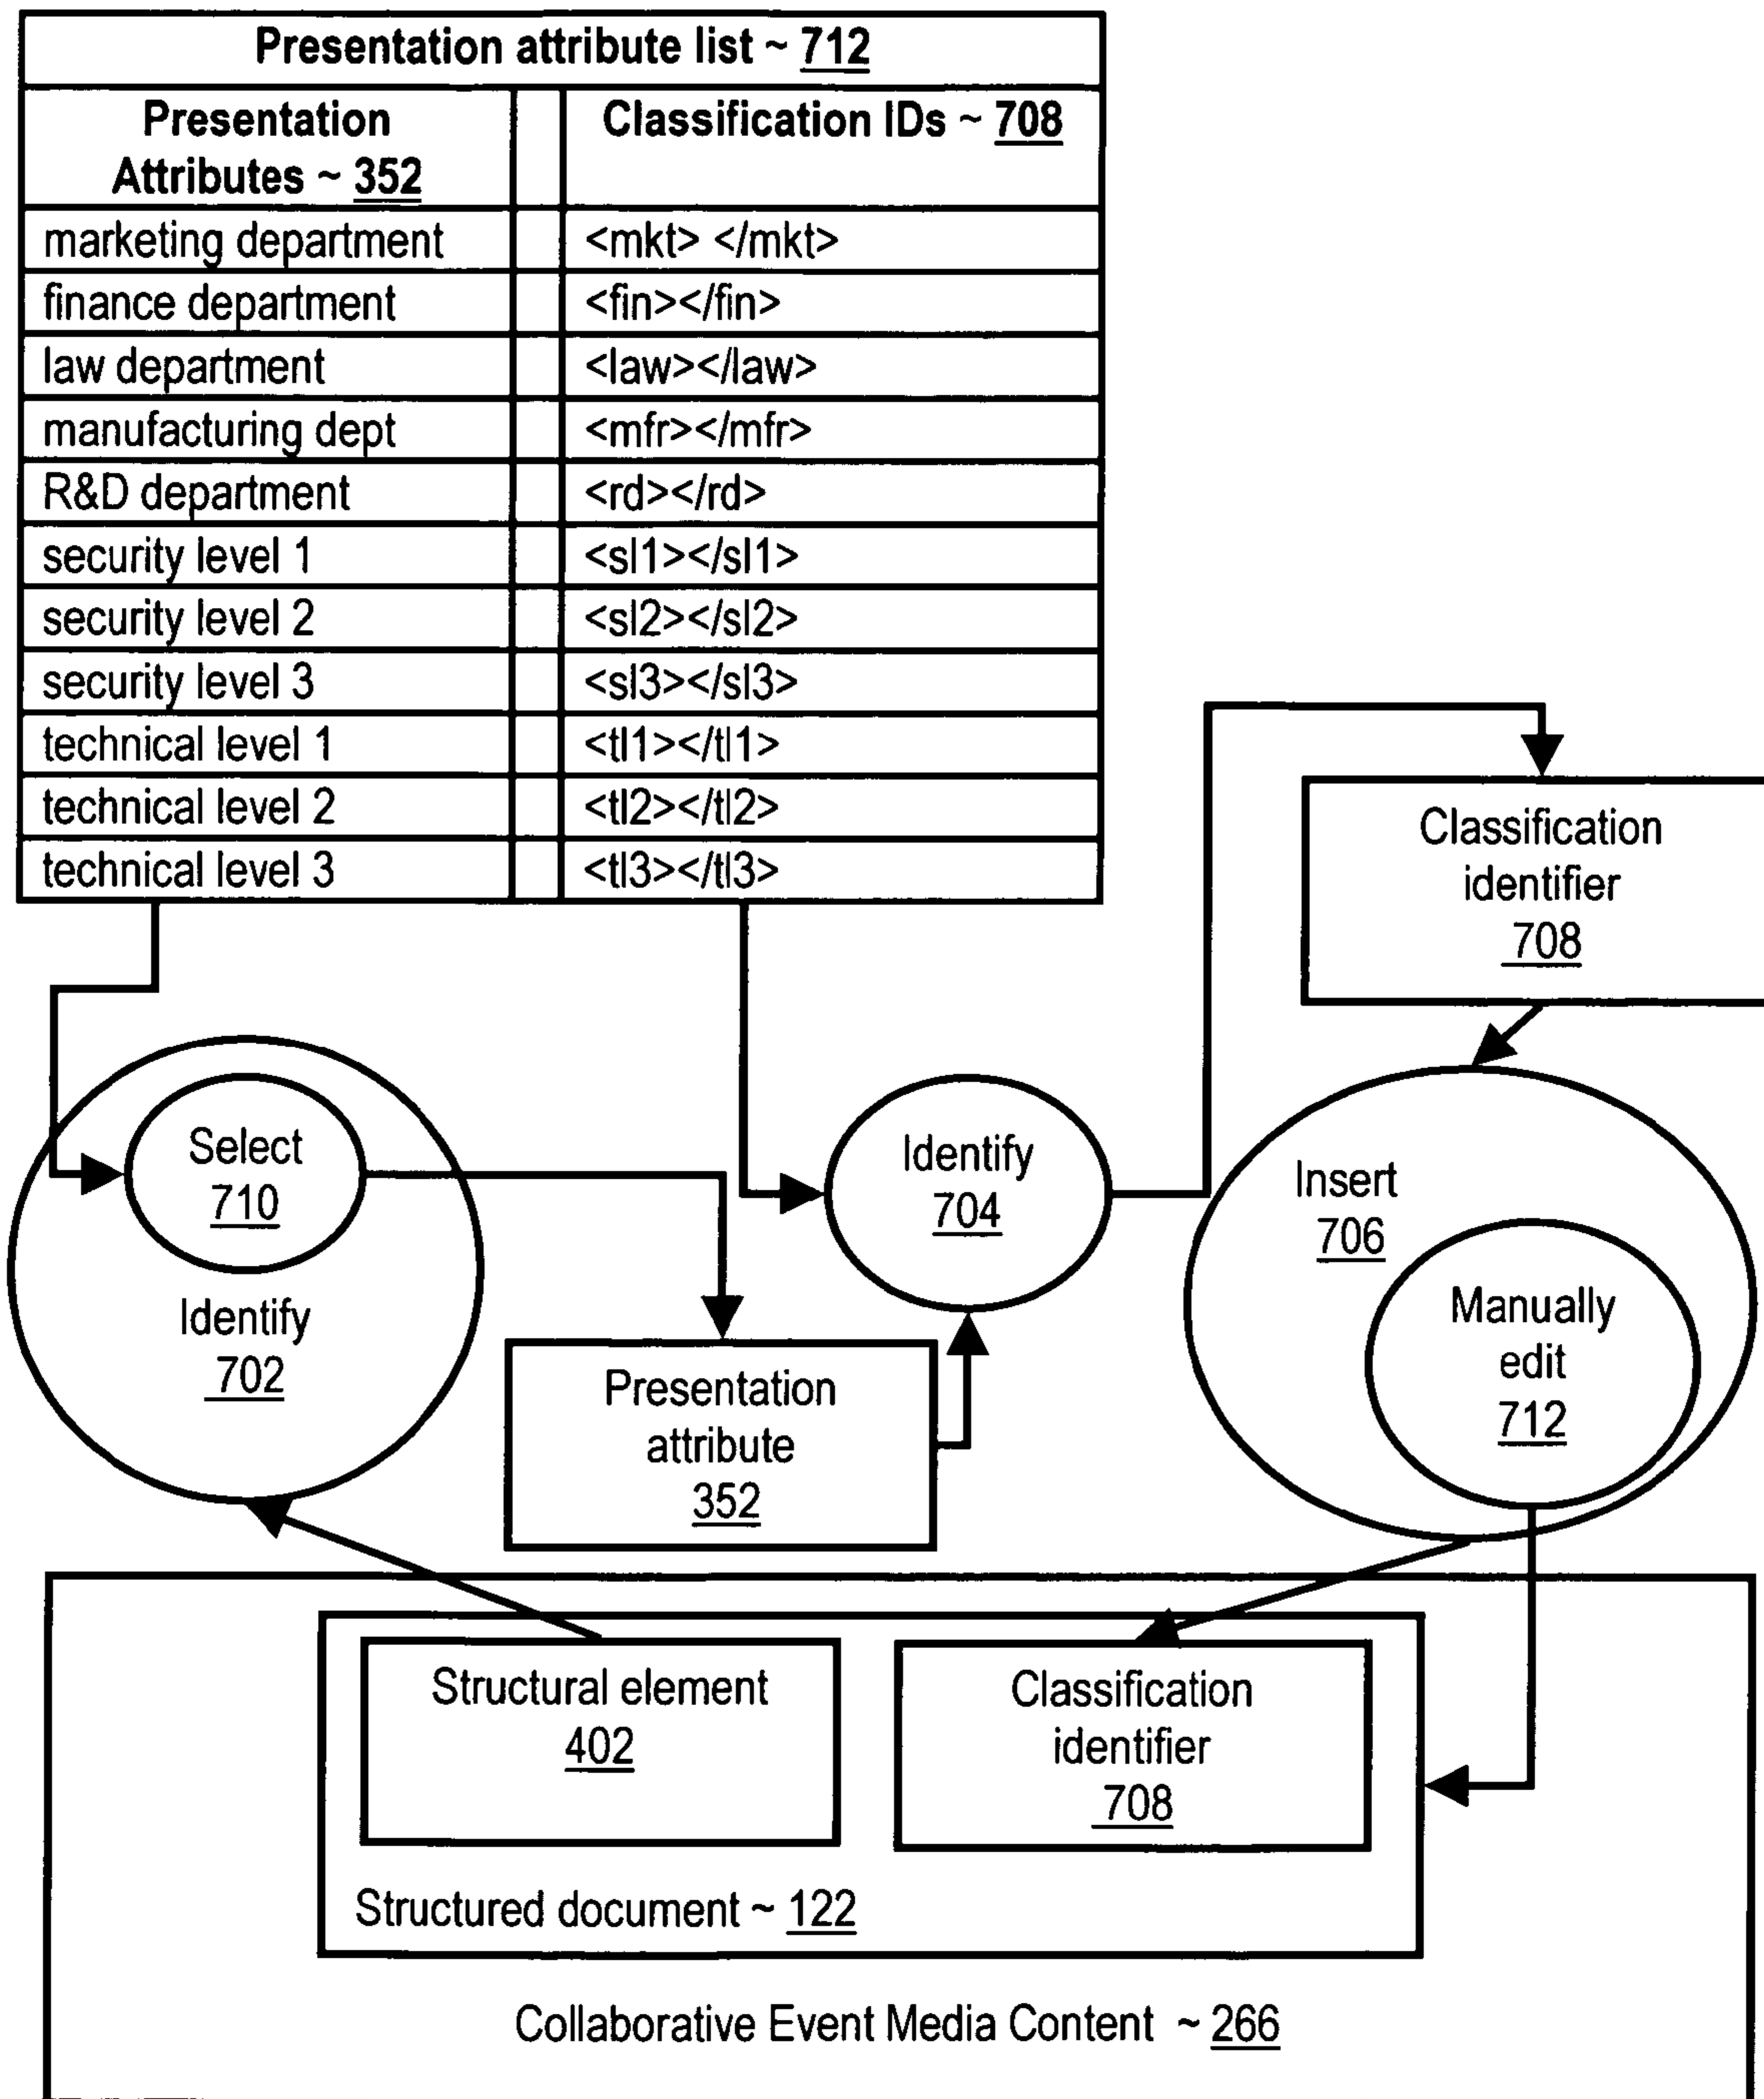 Presentation attribute list ~ 712
Presentation
Attributes ~ 352
Classification IDs ~ 708
marketing department <mkt> </mkt>
finance department <fin></fin>
law department <law></law>
manufacturing dept <mfr></mfr>
R&D department <rd></rd>
security level 1 <sl1></sl1>
security level 2 <sl2></sl2>
security level 3 <sl3></sl3>
technical level 1 <tl1></tl1>
technical level 2 <tl2></tl2>
technical level 3 <tl3></tl3>
Classification
identifier
708
Select
710
Identify
702
Presentation
attribute
352
Identify
704
Insert
706
Manually
edit
712
Structural element
402
Classification
identifier
708
Structured document ~ 122
Collaborative Event Media Content ~ 266